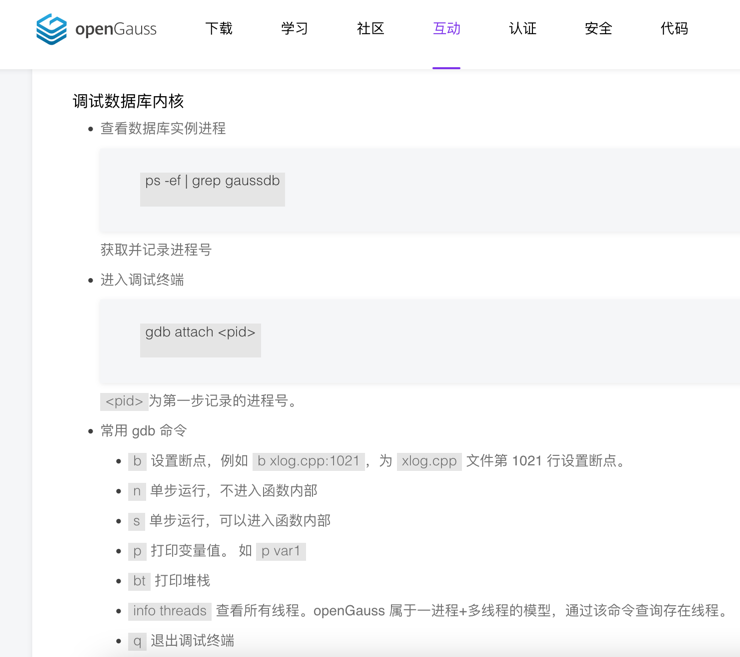 openGauss 下载 学习 社区 互动 认证 安全 代码
调试数据库内核
查看数据库实例进程
ps -ef | grep gaussdb
获取并记录进程号
进入调试终端
gdb attach <pid>
<pid>为第一步记录的进程号。
常用 gdb 命令
b 设置断点，例如 b xlog.cpp:1021，为 xlog.cpp 文件第 1021 行设置断点。
n 单步运行，不进入函数内部
s 单步运行，可以进入函数内部
p 打印变量值。 如 p var1
bt 打印堆栈
info threads 查看所有线程。openGauss 属于一进程+多线程的模型，通过该命令查询存在线程。
q 退出调试终端